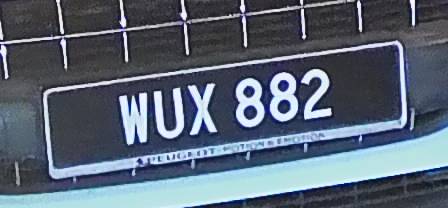 WUX 882
PEUGEOT - MOTION & EMOTION